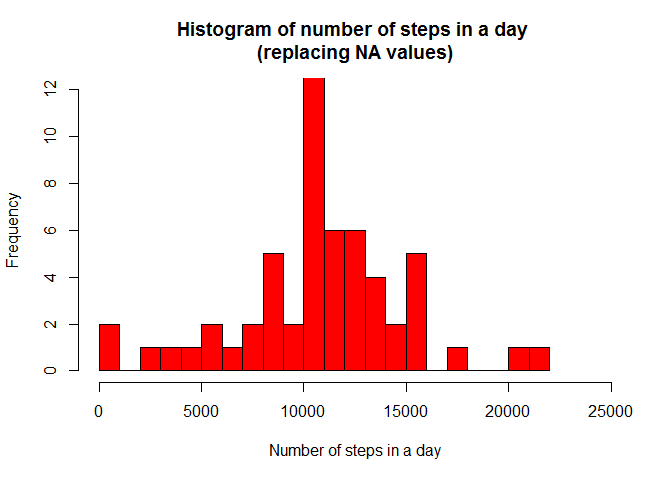 Histogram of number of steps in a day
(replacing NA values)
Frequency
12
10
8
6
4
2
0
0 5000 10000 15000 20000 25000
Number of steps in a day